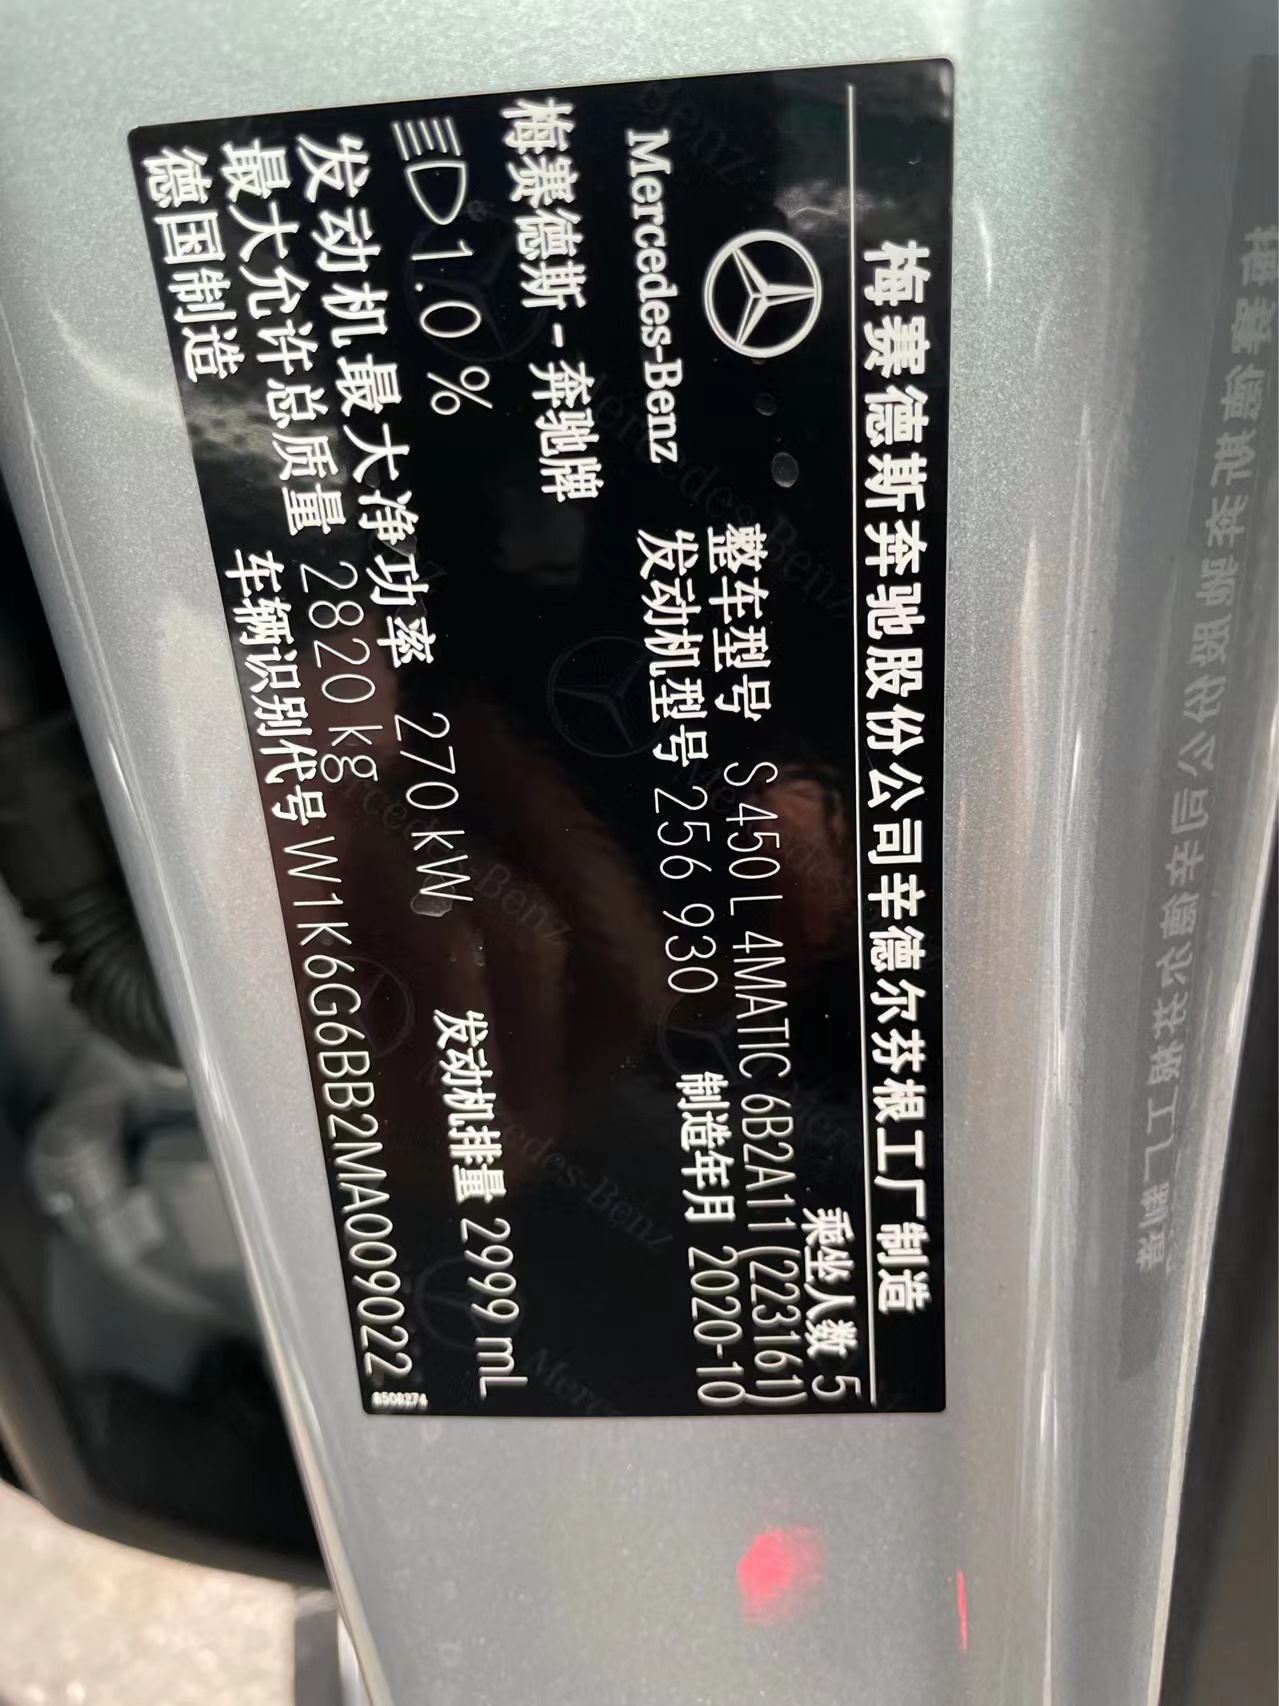 梅赛德斯奔驰股份公司辛德尔芬根工厂制造
乘坐人数 5
Mercedes-Benz
整车型号 S 450 L 4MATIC 6B2A11 (223161)
发动机型号 256 930
制造年月 2020-10
梅赛德斯-奔驰牌
1.0 %
发动机最大净功率 270 kW
发动机排量 2999 mL
最大允许总质量 2820 kg
德国制造
车辆识别代号 W1K6G6BB2MA009022